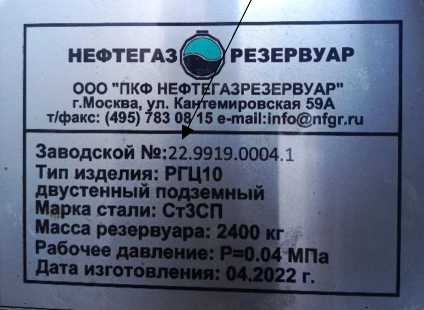 НЕФТЕГАЗ РЕЗЕРВУАР
ООО "ПКФ НЕФТЕГАЗРЕЗЕРВУАР"
г.Москва, ул. Кантемировская 59А
т/факс: (495) 783 08 15 e-mail:info@nfgr.ru
Заводской №:22.9919.0004.1
Тип изделия: РГЦ10
двустенный подземный
Марка стали: Ст3СП
Масса резервуара: 2400 кг
Рабочее давление: Р=0.04 МПа
Дата изготовления: 04.2022 г.